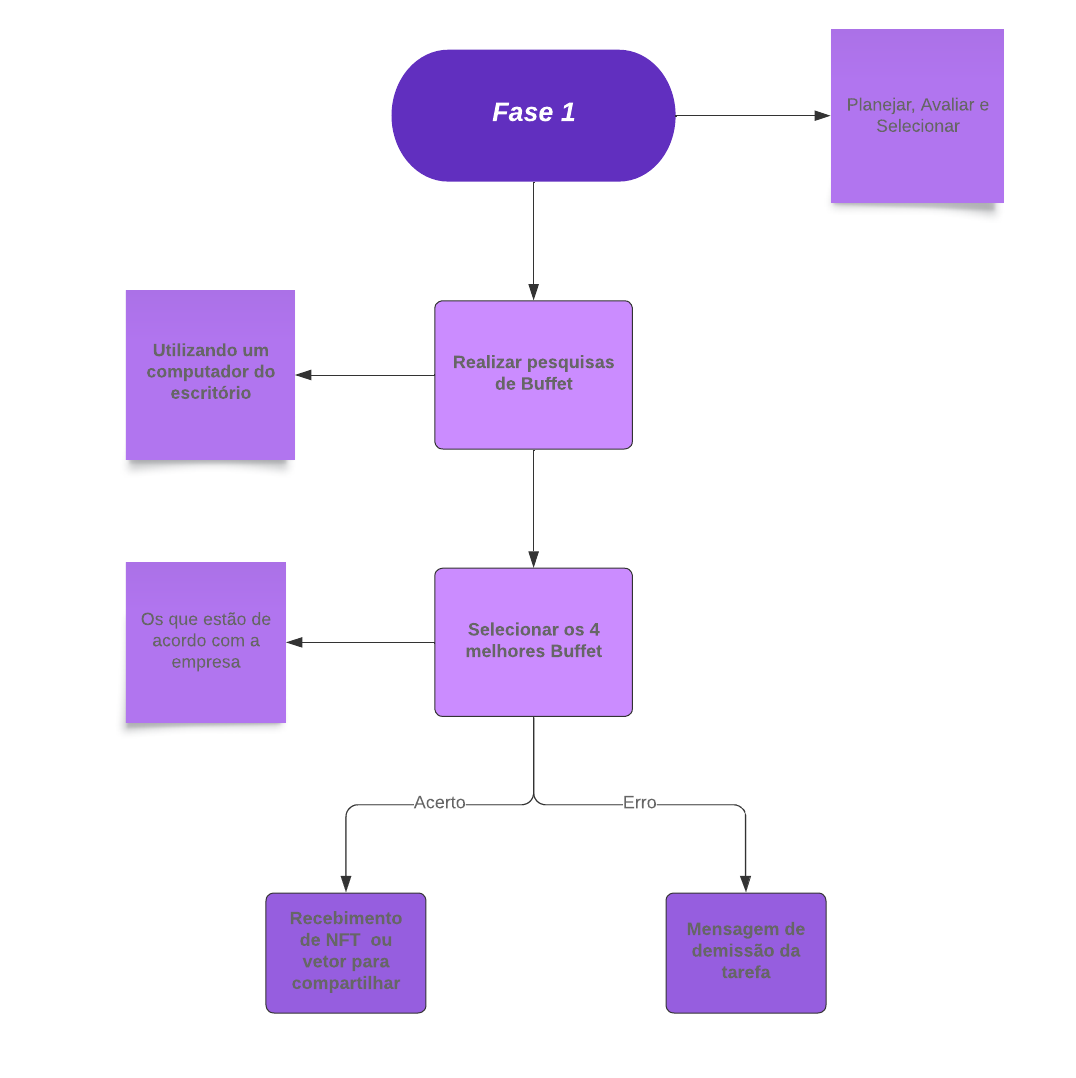 Fase 1
Planejar, Avaliar e
Selecionar
Utilizando um
computador do
escritório
Realizar pesquisas
de Buffet
Os que estão de
acordo com a
empresa
Selecionar os 4
melhores Buffet
Acerto
Erro
Recebimento
de NFT  ou
vetor para
compartilhar
Mensagem de
demissão da
tarefa